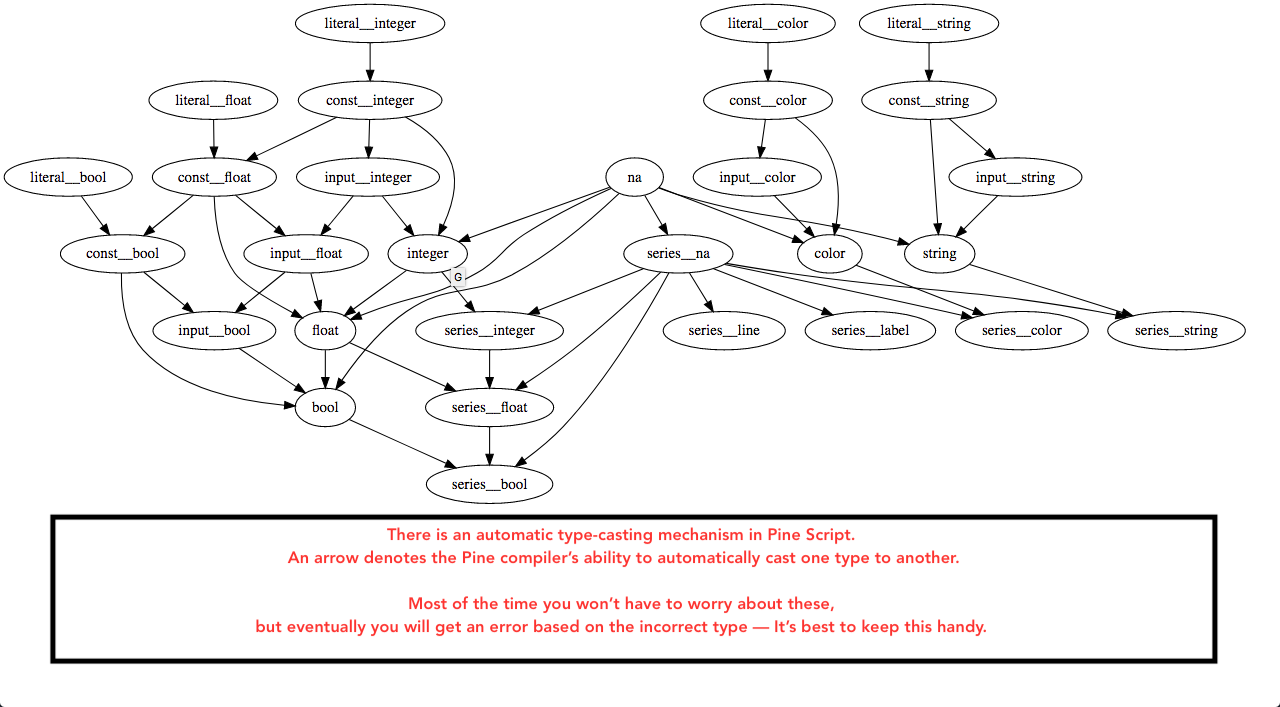 literal__integer
literal__color
literal__string
literal__float
const__integer
const__color
const__string
literal__bool
const__float
input__integer
na
input__color
input__string
const__bool
input__float
integer
series__na
color
string
G
input__bool
float
series__integer
series__line
series__label
series__color
series__string
bool
series__float
series__bool
There is an automatic type-casting mechanism in Pine Script.
An arrow denotes the Pine compiler’s ability to automatically cast one type to another.
Most of the time you won’t have to worry about these,
but eventually you will get an error based on the incorrect type — It’s best to keep this handy.